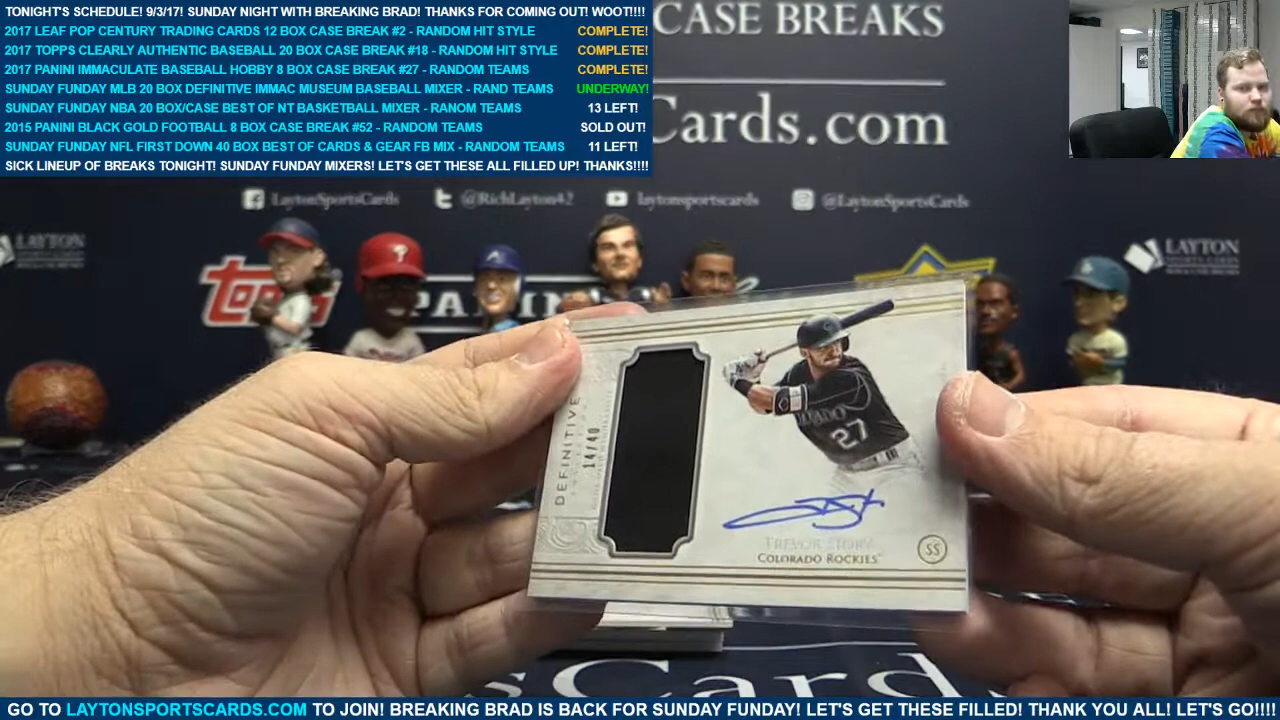 TONIGHT'S SCHEDULE! 9/3/17! SUNDAY NIGHT WITH BREAKING BRAD! THANKS FOR COMING OUT! WOOT!!!!
2017 LEAF POP CENTURY TRADING CARDS 12 BOX CASE BREAK #2 - RANDOM HIT STYLE COMPLETE!
2017 TOPPS CLEARLY AUTHENTIC BASEBALL 20 BOX CASE BREAK #18 - RANDOM HIT STYLE COMPLETE!
2017 PANINI IMMACULATE BASEBALL HOBBY 8 BOX CASE BREAK #27 - RANDOM TEAMS COMPLETE!
SUNDAY FUNDAY MLB 20 BOX DEFINITIVE IMMAC MUSEUM BASEBALL MIXER - RAND TEAMS UNDERWAY!
SUNDAY FUNDAY NBA 20 BOX/CASE BEST OF NT BASKETBALL MIXER - RANOM TEAMS 13 LEFT!
2015 PANINI BLACK GOLD FOOTBALL 8 BOX CASE BREAK #52 - RANDOM TEAMS SOLD OUT!
SUNDAY FUNDAY NFL FIRST DOWN 40 BOX BEST OF CARDS & GEAR FB MIX - RANDOM TEAMS 11 LEFT!
SICK LINEUP OF BREAKS TONIGHT! SUNDAY FUNDAY MIXERS! LET'S GET THESE ALL FILLED UP! THANKS!!!!
CASE BREAKS
Cards.com
LaytonSportsCards @RichLayton42 laytonsportscards @LaytonSportsCards
LAYTON
LAYTON
topps
PANINI
DEFINITIVE
14/40
27
TREVOR STORY
COLORADO ROCKIES
SS
sCards
GO TO LAYTONSPORTSCARDS.COM TO JOIN! BREAKING BRAD IS BACK FOR SUNDAY FUNDAY! LET'S GET THESE FILLED! THANK YOU ALL! LET'S GO!!!!